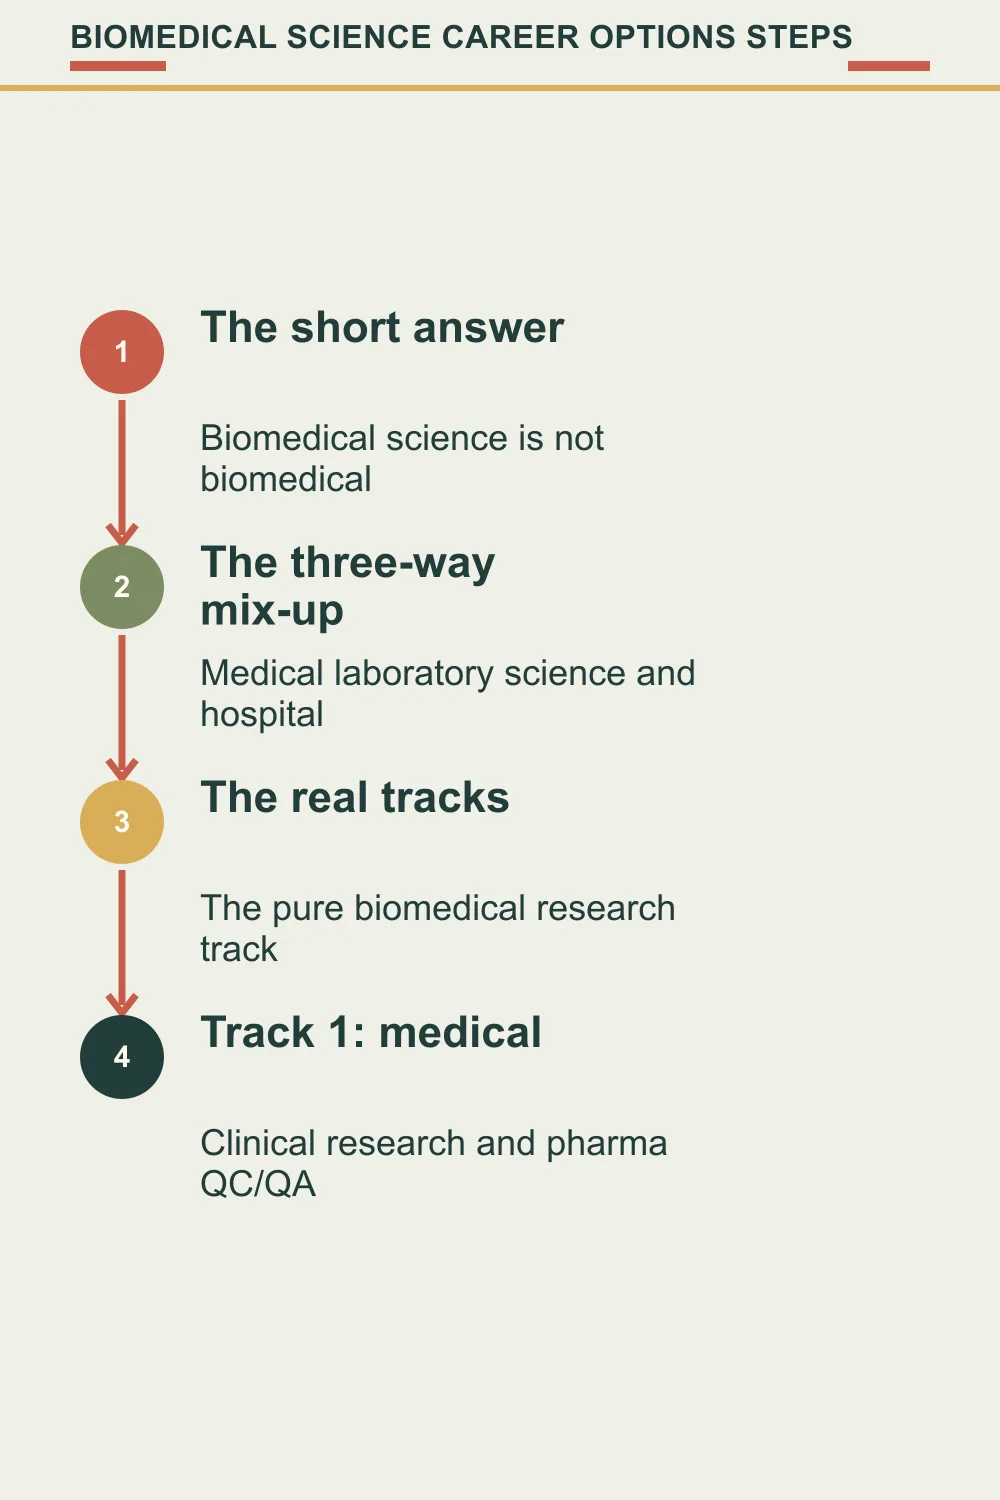 BIOMEDICAL SCIENCE CAREER OPTIONS STEPS
1
The short answer
Biomedical science is not
biomedical
2
The three-way
mix-up
Medical laboratory science and
hospital
3
The real tracks
The pure biomedical research
track
4
Track 1: medical
Clinical research and pharma
QC/QA